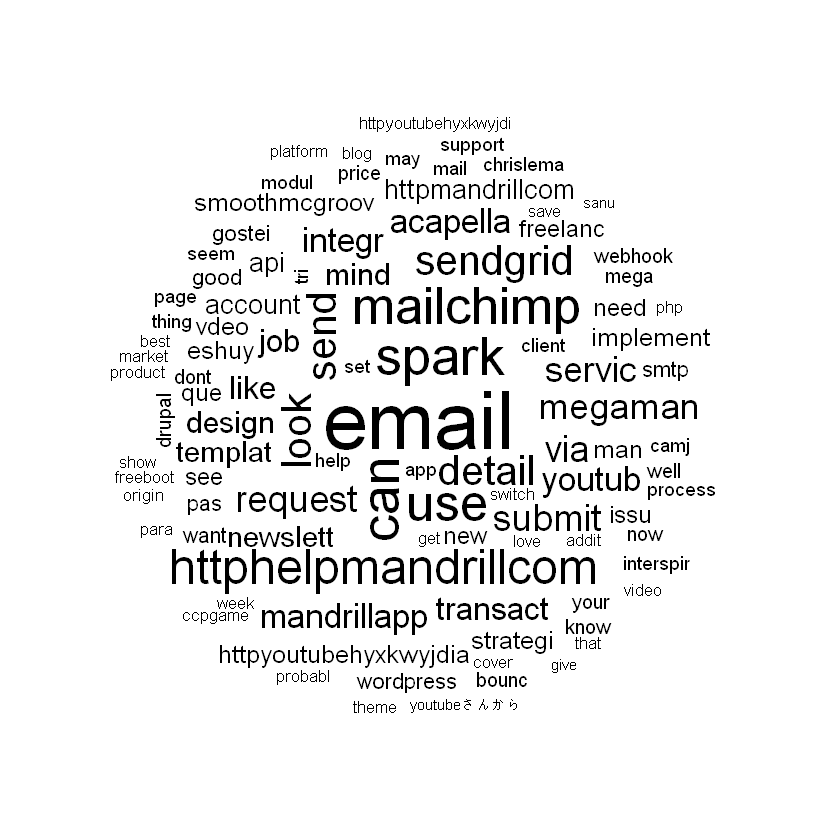 httpyoutubehyxkwyjdi
support
platform
blog
may
mail
chrislema
modul
price
httpmandrillcom
smoothmcgroov
acapella
save
sanu
gostei
integr
freelanc
seem
api
tri
mind
sendgrid
webhook
good
mega
page
account
send
mailchimp
need
php
thing
vdeo
job
spark
client
implement
best
eshuy
market
product
dont
que
like
set
servic
smtp
drupal
design
look
email
megaman
templat
help
can
app
detail
via
man
camj
show
freeboot
see
youtub
well
origin
pas
request
use
switch
process
submit
issu
para
want
newslett
get
new
love
addit
now
httphelpmandrillcom
interspir
video
week
ccpgame
mandrillapp
transact
your
know
strategi
that
httpyoutubehyxkwyjdia
cover
give
probabl
wordpress
bounc
theme
youtubeさんから